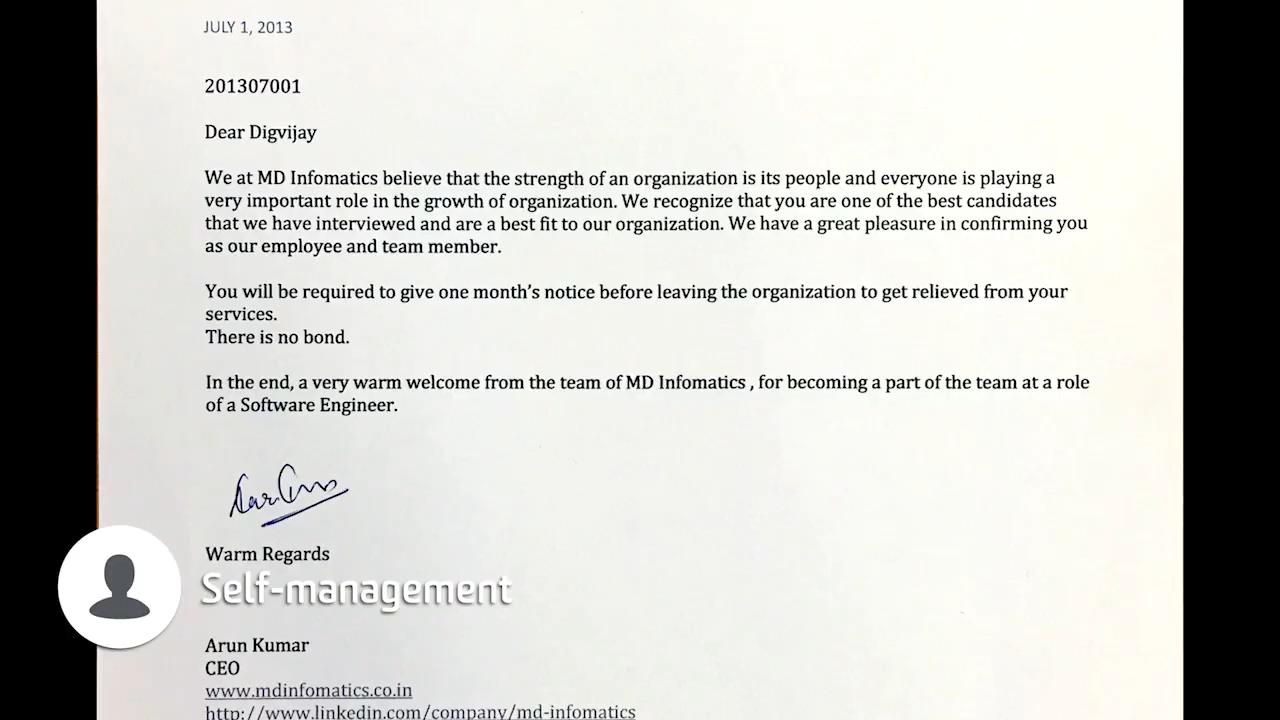 JULY 1, 2013
201307001
Dear Digvijay
We at MD Infomatics believe that the strength of an organization is its people and everyone is playing a
very important role in the growth of organization. We recognize that you are one of the best candidates
that we have interviewed and are a best fit to our organization. We have a great pleasure in confirming you
as our employee and team member.
You will be required to give one month's notice before leaving the organization to get relieved from your
services.
There is no bond.
In the end, a very warm welcome from the team of MD Infomatics , for becoming a part of the team at a role
of a Software Engineer.
Warm Regards
Self-management
Arun Kumar
CEO
www.mdinfomatics.co.in
http://www.linkedin.com/company/md-infomatics